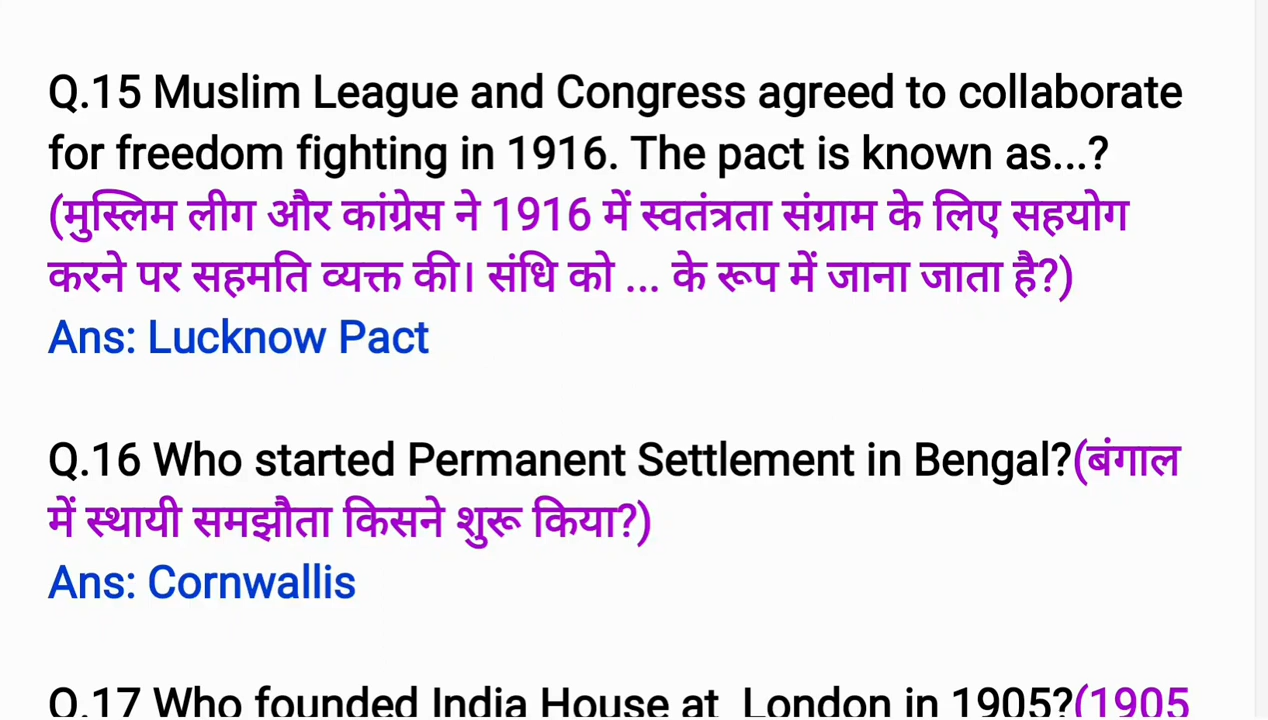 Q.15 Muslim League and Congress agreed to collaborate
for freedom fighting in 1916. The pact is known as...?
(मुस्लिम लीग और कांग्रेस ने 1916 में स्वतंत्रता संग्राम के लिए सहयोग
करने पर सहमति व्यक्त की। संधि को ... के रूप में जाना जाता है?)
Ans: Lucknow Pact
Q.16 Who started Permanent Settlement in Bengal?(बंगाल
में स्थायी समझौता किसने शुरू किया?)
Ans: Cornwallis
Q.17 Who founded India House at London in 1905?(1905